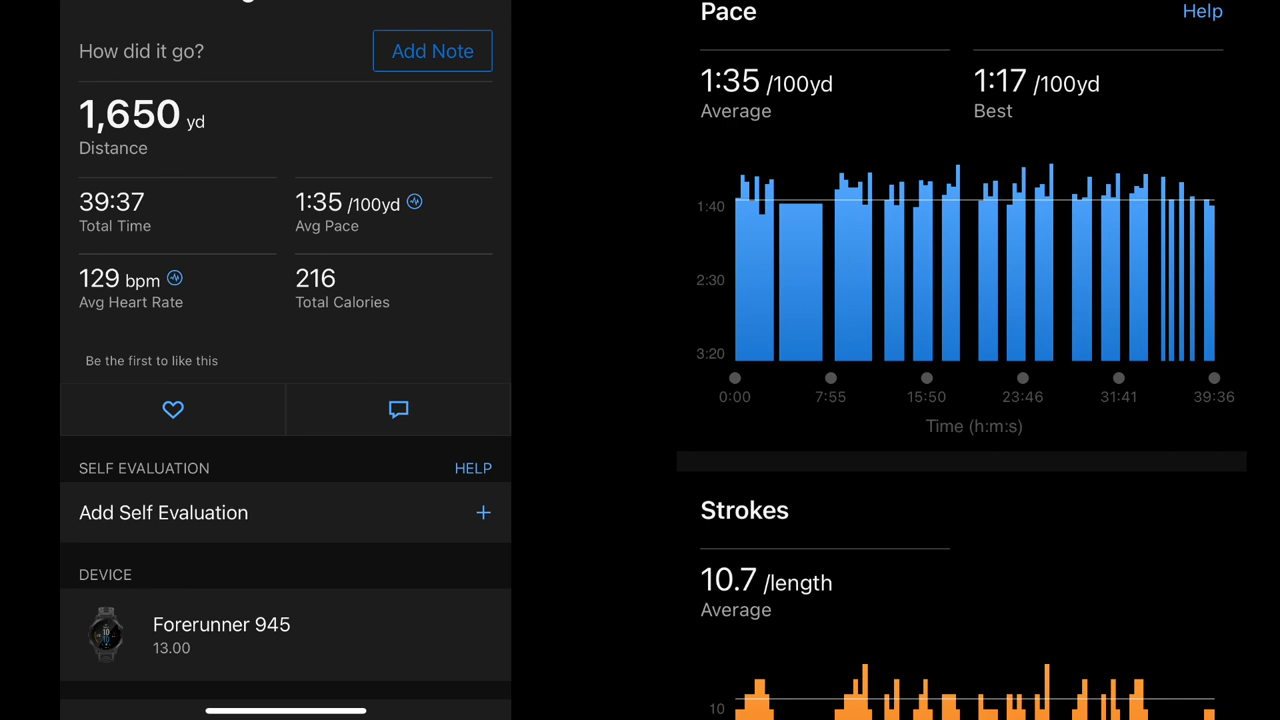 How did it go?
Add Note
1,650 yd
Distance
39:37
Total Time
1:35 /100yd
Avg Pace
129 bpm
Avg Heart Rate
216
Total Calories
Be the first to like this
SELF EVALUATION
HELP
Add Self Evaluation
+
DEVICE
Forerunner 945
13.00
Pace
Help
1:35 /100yd
Average
1:17 /100yd
Best
1:40
2:30
3:20
0:00
7:55
15:50
23:46
31:41
39:36
Time (h:m:s)
Strokes
10.7 /length
Average
10